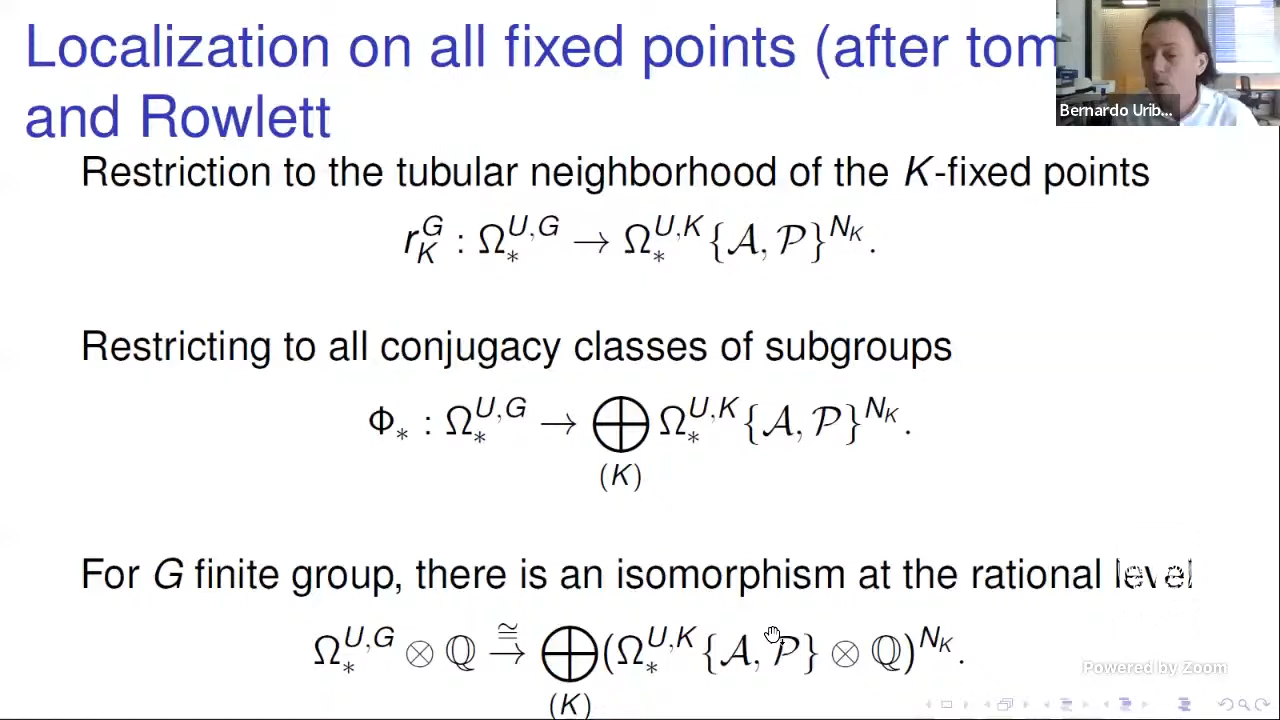 Localization on all fixed points (after tom
and Rowlett
Bernardo Urib...
Restriction to the tubular neighborhood of the K-fixed points
r_K^G : Ω_*^{U,G} → Ω_*^{U,K}{𝒜, 𝒫}^{N_K}.
Restricting to all conjugacy classes of subgroups
Φ_* : Ω_*^{U,G} → ⨁_{(K)} Ω_*^{U,K}{𝒜, 𝒫}^{N_K}.
For G finite group, there is an isomorphism at the rational level
Ω_*^{U,G} ⊗ ℚ ≅→ ⨁_{(K)} (Ω_*^{U,K}{𝒜, 𝒫} ⊗ ℚ)^{N_K}.
Powered by Zoom